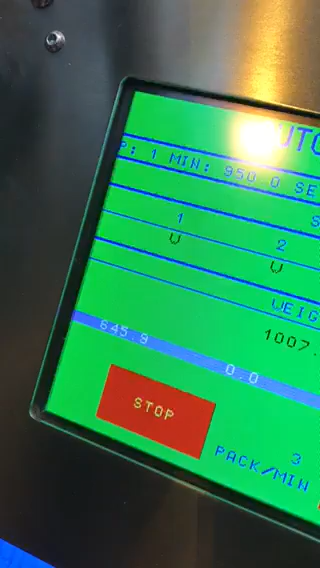 UTO
P: 1 MIN: 950.0 SE
S
1 2
V V
WEIG
1007.
645.9 0.0
STOP
3
PACK/MIN